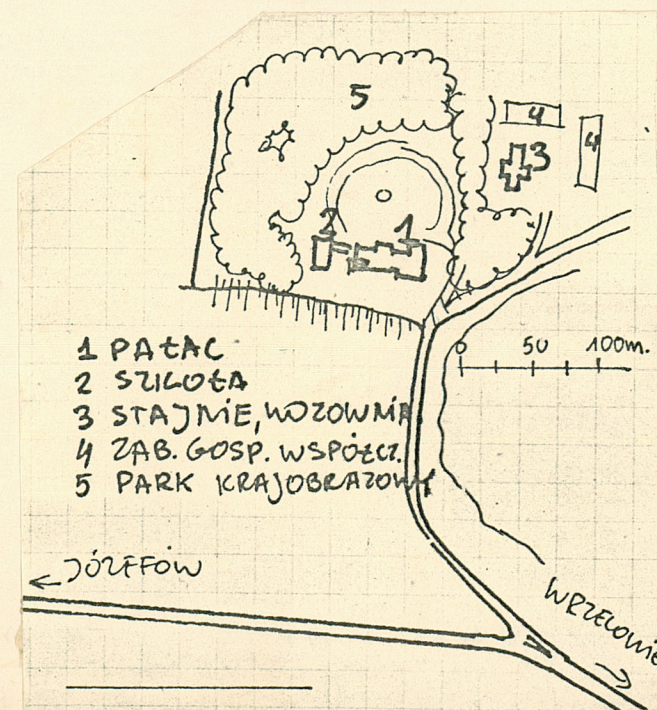 5
4
4
3
2
1
0 50 100m.
1 PAŁAC
2 SZKOŁA
3 STAJNIE, WOZOWNIA
4 ZAB. GOSP. WSPÓŁCZ.
5 PARK KRAJOBRAZOWY
← JÓZEFÓW
WRZELOWIE